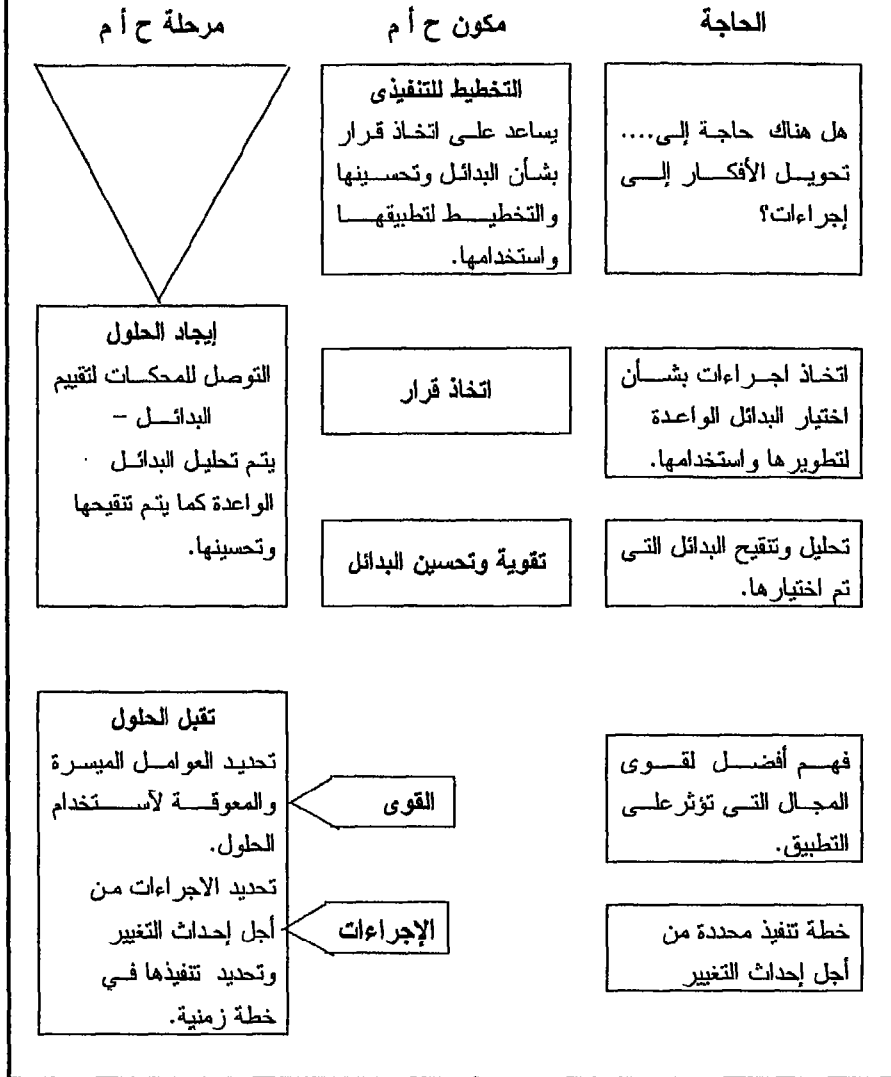 الحاجة
مكون ح أ م
مرحلة ح أ م
هل هناك حاجة إلى....
تحويل الأفكار إلى
إجراءات؟
التخطيط للتنفيذى
يساعد على اتخاذ قرار
بشأن البدائل وتحسينها
والتخطيط لتطبيقها
واستخدامها.
اتخاذ اجراءات بشأن
اختيار البدائل الواعدة
لتطويرها واستخدامها.
اتخاذ قرار
إيجاد الحلول
التوصل للمحكات لتقييم
البدائل –
يتم تحليل البدائل
الواعدة كما يتم تنقيحها
وتحسينها.
تحليل وتنقيح البدائل التى
تم اختيارها.
تقوية وتحسين البدائل
فهم أفضل لقوى
المجال التى تؤثر على
التطبيق.
القوى
تقبل الحلول
تحديد العوامل الميسرة
والمعوقة لآستخدام
الحلول.
تحديد الاجراءات من
أجل إحداث التغيير
وتحديد تنفيذها فى
خطة زمنية.
خطة تنفيذ محددة من
أجل إحداث التغيير
الإجراءات